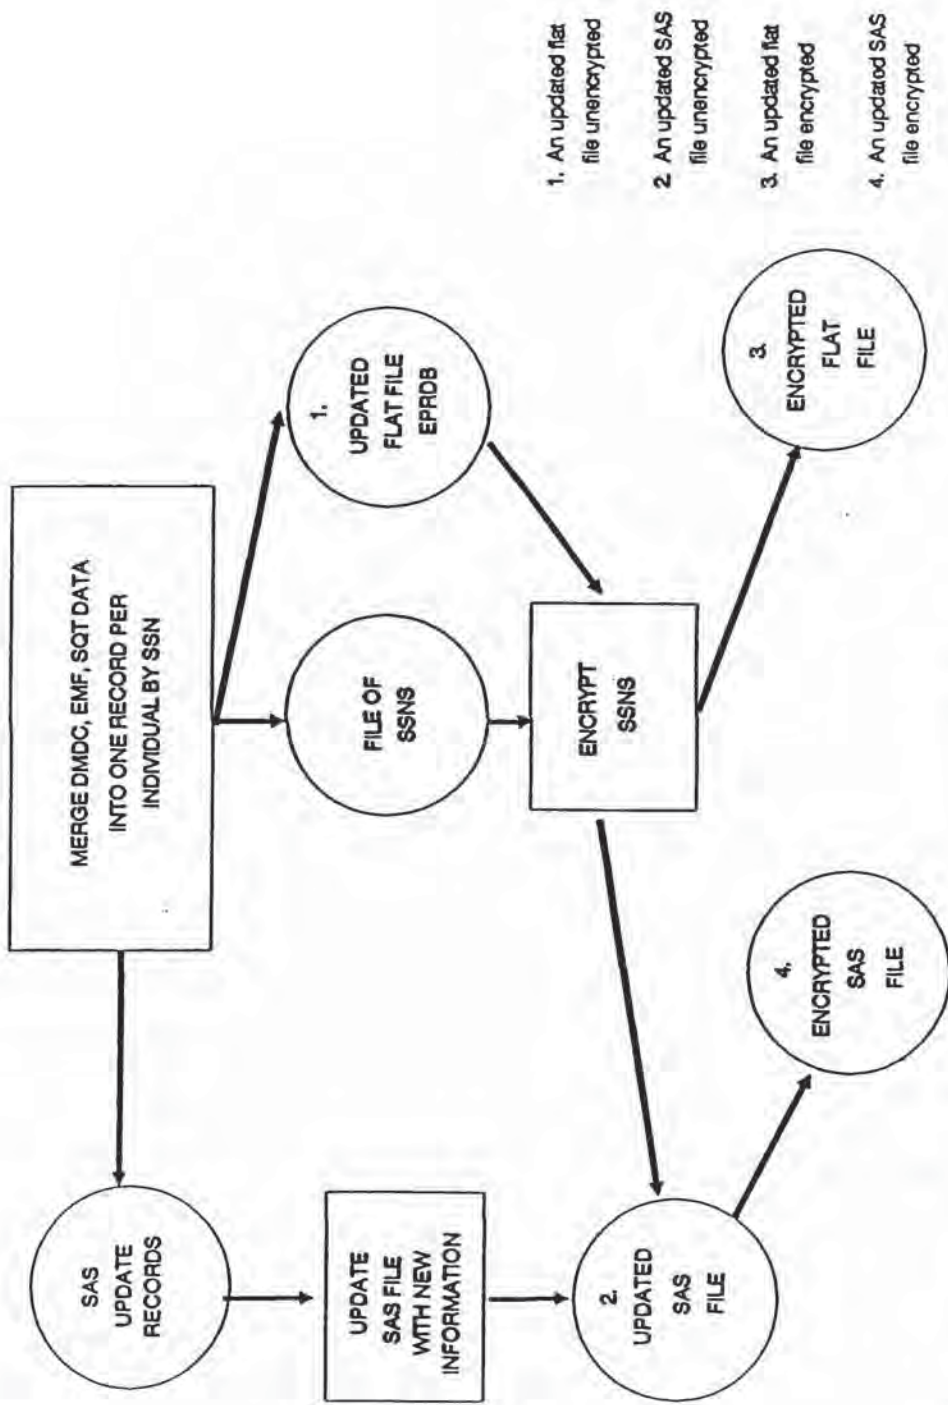 MERGE DMDC, EMF, SQT DATA
INTO ONE RECORD PER
INDIVIDUAL BY SSN
SAS
UPDATE
RECORDS
FILE OF
SSNS
1.
UPDATED
FLAT FILE
EPRDB
UPDATE
SAS FILE
WITH NEW
INFORMATION
ENCRYPT
SSNS
2.
UPDATED
SAS
FILE
4.
ENCRYPTED
SAS
FILE
3.
ENCRYPTED
FLAT
FILE
1. An updated flat
file unencrypted
2. An updated SAS
file unencrypted
3. An updated flat
file encrypted
4. An updated SAS
file encrypted